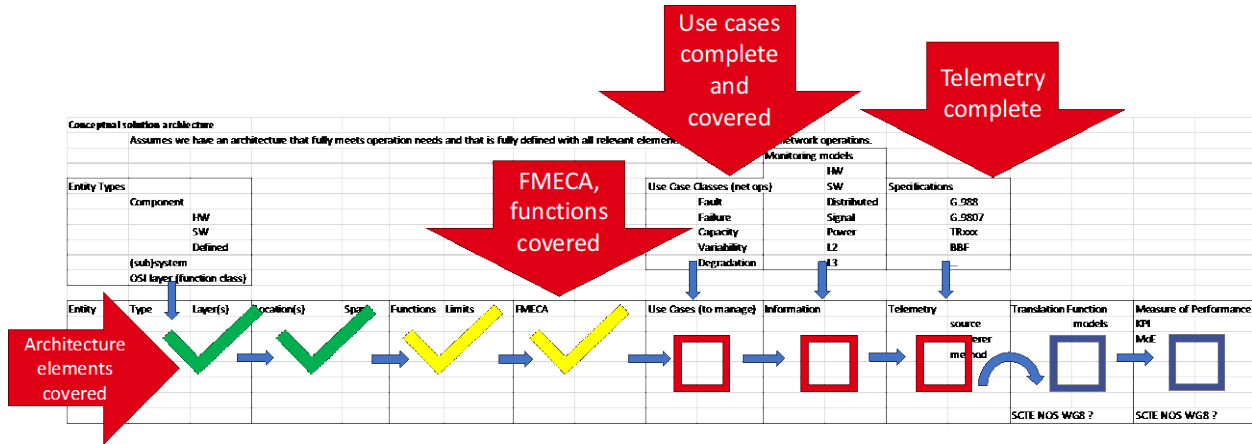 Use cases
complete
and
covered
Telemetry
complete
Conceptual solution archiecture
Assumes we have an architecture that fully meets operation needs and that is fully defined with all relevant elemen network operations.
FMECA,
functions
covered
Monitoring models
HW
Entity Types
Use Case Classes (net ops)
SW
Specifications
Component
Fault
Distributed
G.988
HW
Failure
Signal
G.9807
SW
Capacity
Power
TRxxx
Defined
Variability
L2
BBF
(sub)system
Degradation
L3
...
OSI layer (function class)
Entity
Type
Layer(s)
Location(s)
Functions
Limits
FMECA
Use Cases (to manage)
Information
Telemetry
Translation Function
Measure of Performance
source
models
KPI
MoE
method
Architecture
elements
covered
SCTE NOS WG8 ?
SCTE NOS WG8 ?